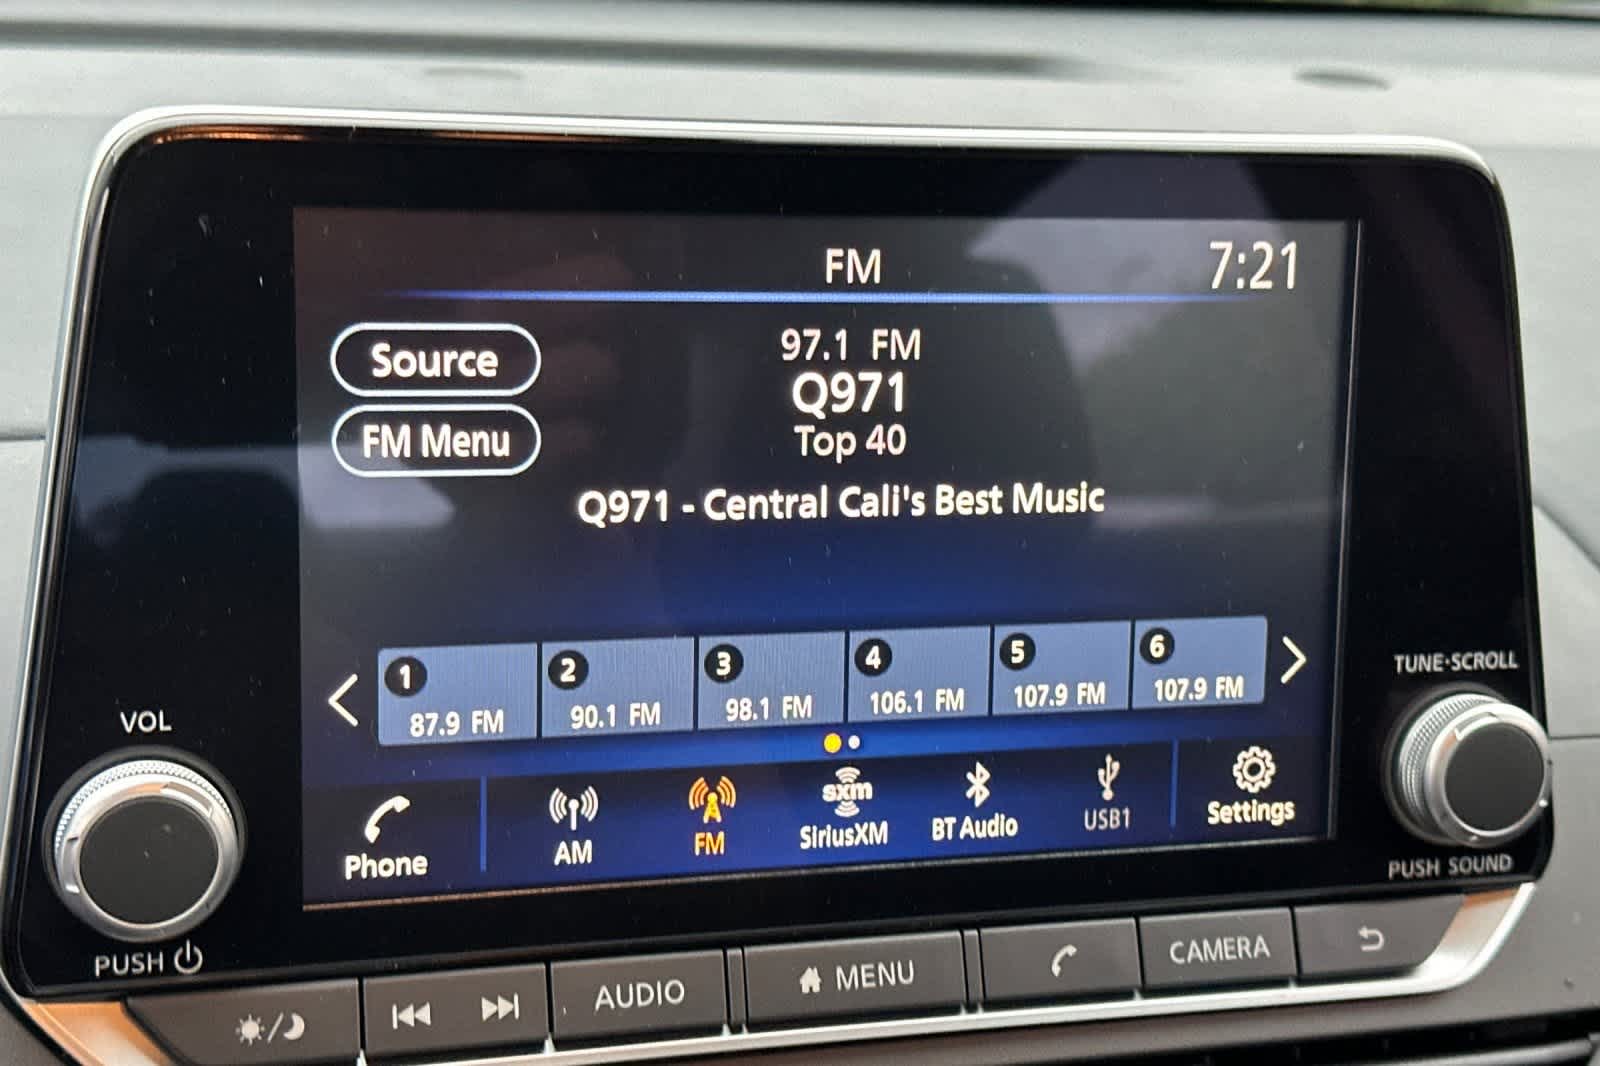 FM
7:21
Source
97.1 FM
Q971
FM Menu
Top 40
Q971 - Central Cali's Best Music
1
2
3
4
5
6
87.9 FM
90.1 FM
98.1 FM
106.1 FM
107.9 FM
107.9 FM
Phone
AM
FM
sxm
SiriusXM
BT Audio
USB1
Settings
VOL
PUSH
TUNE·SCROLL
PUSH SOUND
AUDIO
MENU
CAMERA